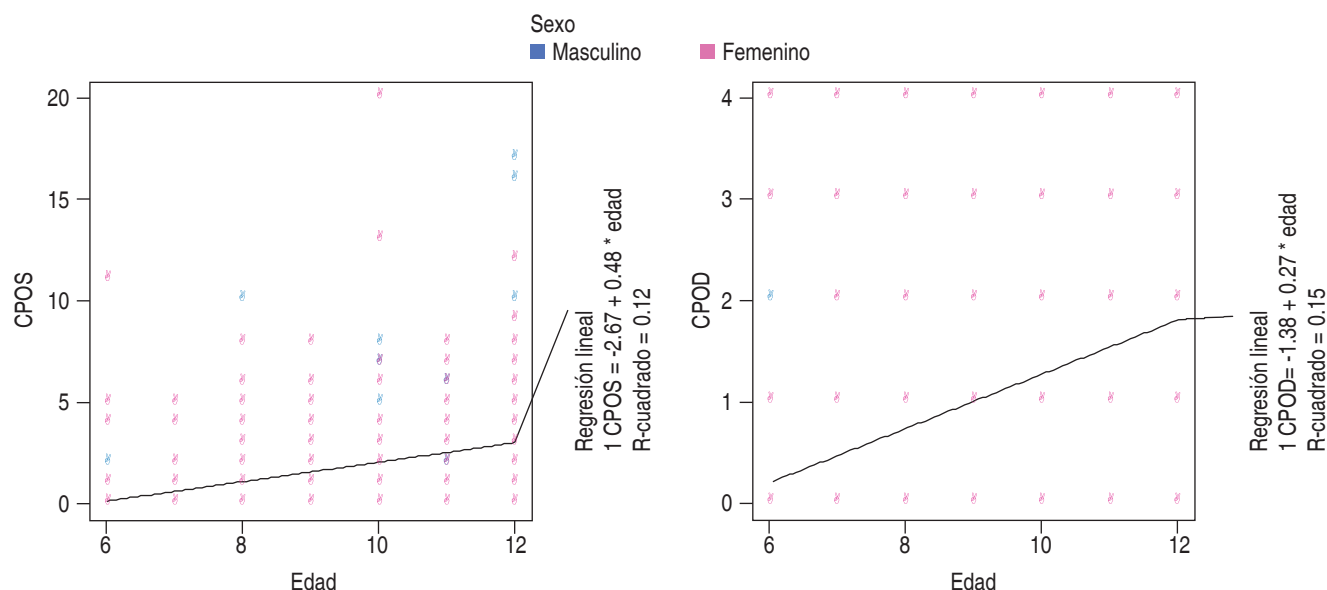 Sexo
Masculino
Femenino
20
15
10
5
0
CPOS
6
8
10
12
Edad
Regresión lineal
1 CPOS = -2.67 + 0.48 * edad
R-cuadrado = 0.12
4
3
2
1
0
CPOD
6
8
10
12
Edad
Regresión lineal
1 CPOD= -1.38 + 0.27 * edad
R-cuadrado = 0.15